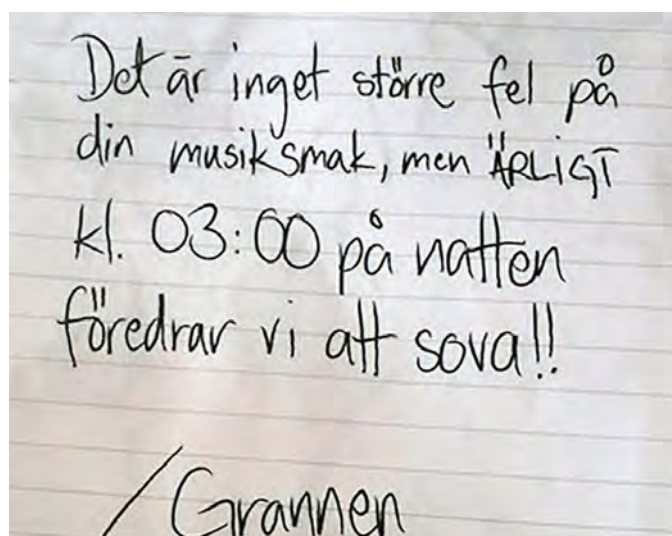 Det är inget större fel på
din musiksmak, men ÄRLiGT
kl. 03:00 på natten
föredrar vi att sova!!
/Grannen